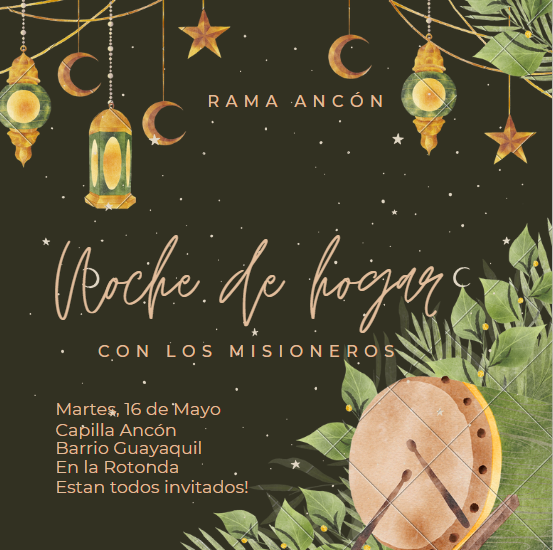 RAMA ANCÓN
Noche de hogar
CON LOS MISIONEROS
Martes, 16 de Mayo
Capilla Ancón
Barrio Guayaquil
En la Rotonda
Estan todos invitados!